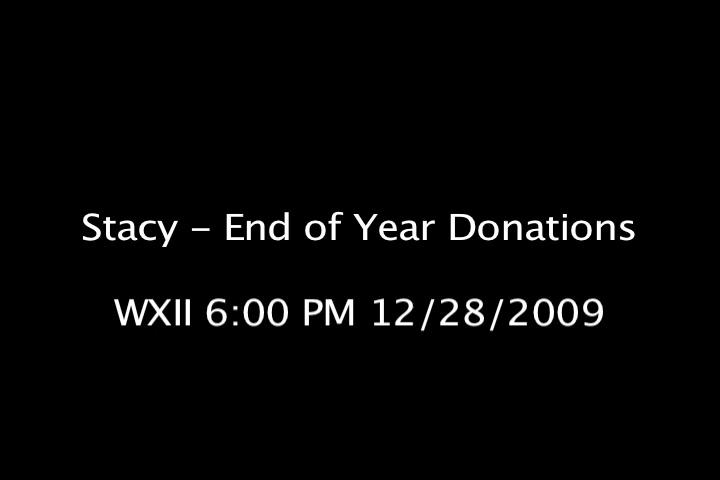 Stacy – End of Year Donations
WXII 6:00 PM 12/28/2009